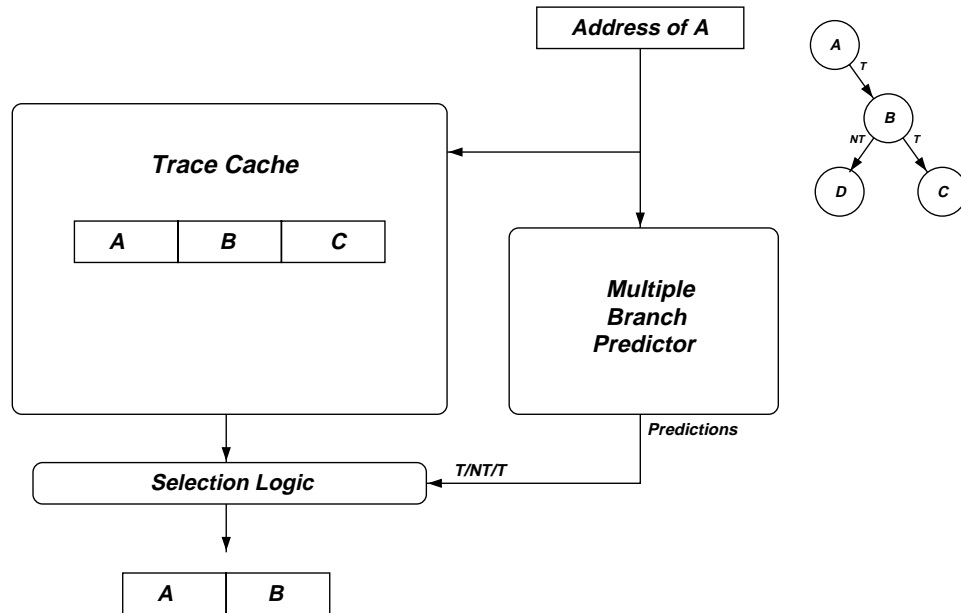 Address of A
A
T
B
NT
T
D
C
Trace Cache
A B C
Multiple
Branch
Predictor
Predictions
T/NT/T
Selection Logic
A B